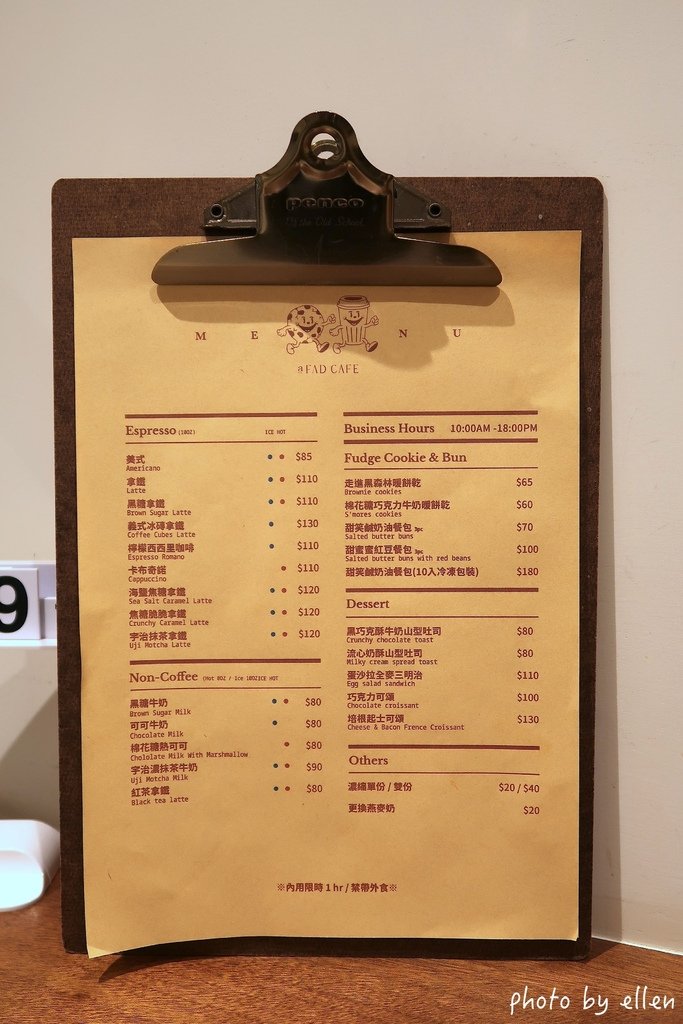 penco
Of the Old School
9
M E N U
a FAD CAFE
Espresso (10OZ) ICE HOT
美式 $85
Americano
拿鐵 $110
Latte
黑糖拿鐵 $110
Brown Sugar Latte
義式冰磚拿鐵 $130
Coffee Cubes Latte
檸檬西西里咖啡 $110
Espresso Romano
卡布奇諾 $110
Cappuccino
海鹽焦糖拿鐵 $120
Sea Salt Caramel Latte
焦糖脆脆拿鐵 $120
Crunchy Caramel Latte
宇治抹茶拿鐵 $120
Uji Motcha Latte
Non-Coffee (Hot 8OZ / Ice 10OZ) ICE HOT
黑糖牛奶 $80
Brown Sugar Milk
可可牛奶 $80
Chocolate Milk
棉花糖熱可可 $80
Chololate Milk With Marshmallow
宇治濃抹茶牛奶 $90
Uji Motcha Milk
紅茶拿鐵 $80
Black tea latte
Business Hours 10:00AM -18:00PM
Fudge Cookie & Bun
走進黑森林暖餅乾 $65
Brownie cookies
棉花糖巧克力牛奶暖餅乾 $60
S'mores cookies
甜笑鹹奶油餐包 3pc $70
Salted butter buns
甜蜜蜜紅豆餐包 3pc $100
Salted butter buns with red beans
甜笑鹹奶油餐包(10入冷凍包裝) $180
Dessert
黑巧克酥牛奶山型吐司 $80
Crunchy chocolate toast
流心奶酥山型吐司 $80
Milky cream spread toast
蛋沙拉全麥三明治 $110
Egg salad sandwich
巧克力可頌 $100
Chocolate croissant
培根起士可頌 $130
Cheese & Bacon Frence Croissant
Others
濃縮單份 / 雙份 $20 / $40
更換燕麥奶 $20
※內用限時 1 hr / 禁帶外食※
photo by ellen